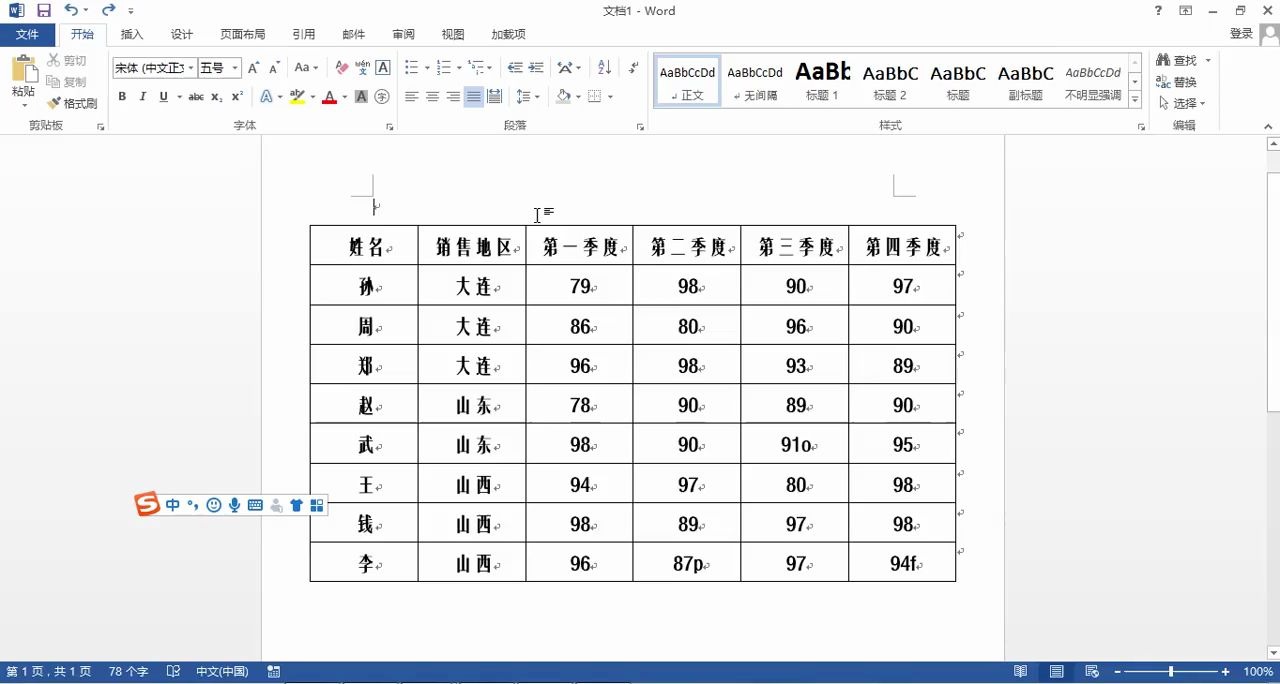 文档1 - Word
文件 开始 插入 设计 页面布局 引用 邮件 审阅 视图 加载项 登录
粘贴 剪切 复制 格式刷
宋体 (中文正文 五号
AaBbCcDd AaBbCcDd AaBb AaBbC AaBbC AaBbC AaBbCcDd
正文 无间隔 标题 1 标题 2 标题 副标题 不明显强调
查找 替换 选择
剪贴板 字体 段落 样式 编辑
姓名 销售地区 第一季度 第二季度 第三季度 第四季度
孙 大连 79 98 90 97
周 大连 86 80 96 90
郑 大连 96 98 93 89
赵 山东 78 90 89 90
武 山东 98 90 91o 95
王 山西 94 97 80 98
钱 山西 98 89 97 98
李 山西 96 87p 97 94f
中
第 1 页，共 1 页 78 个字 中文(中国) 100%